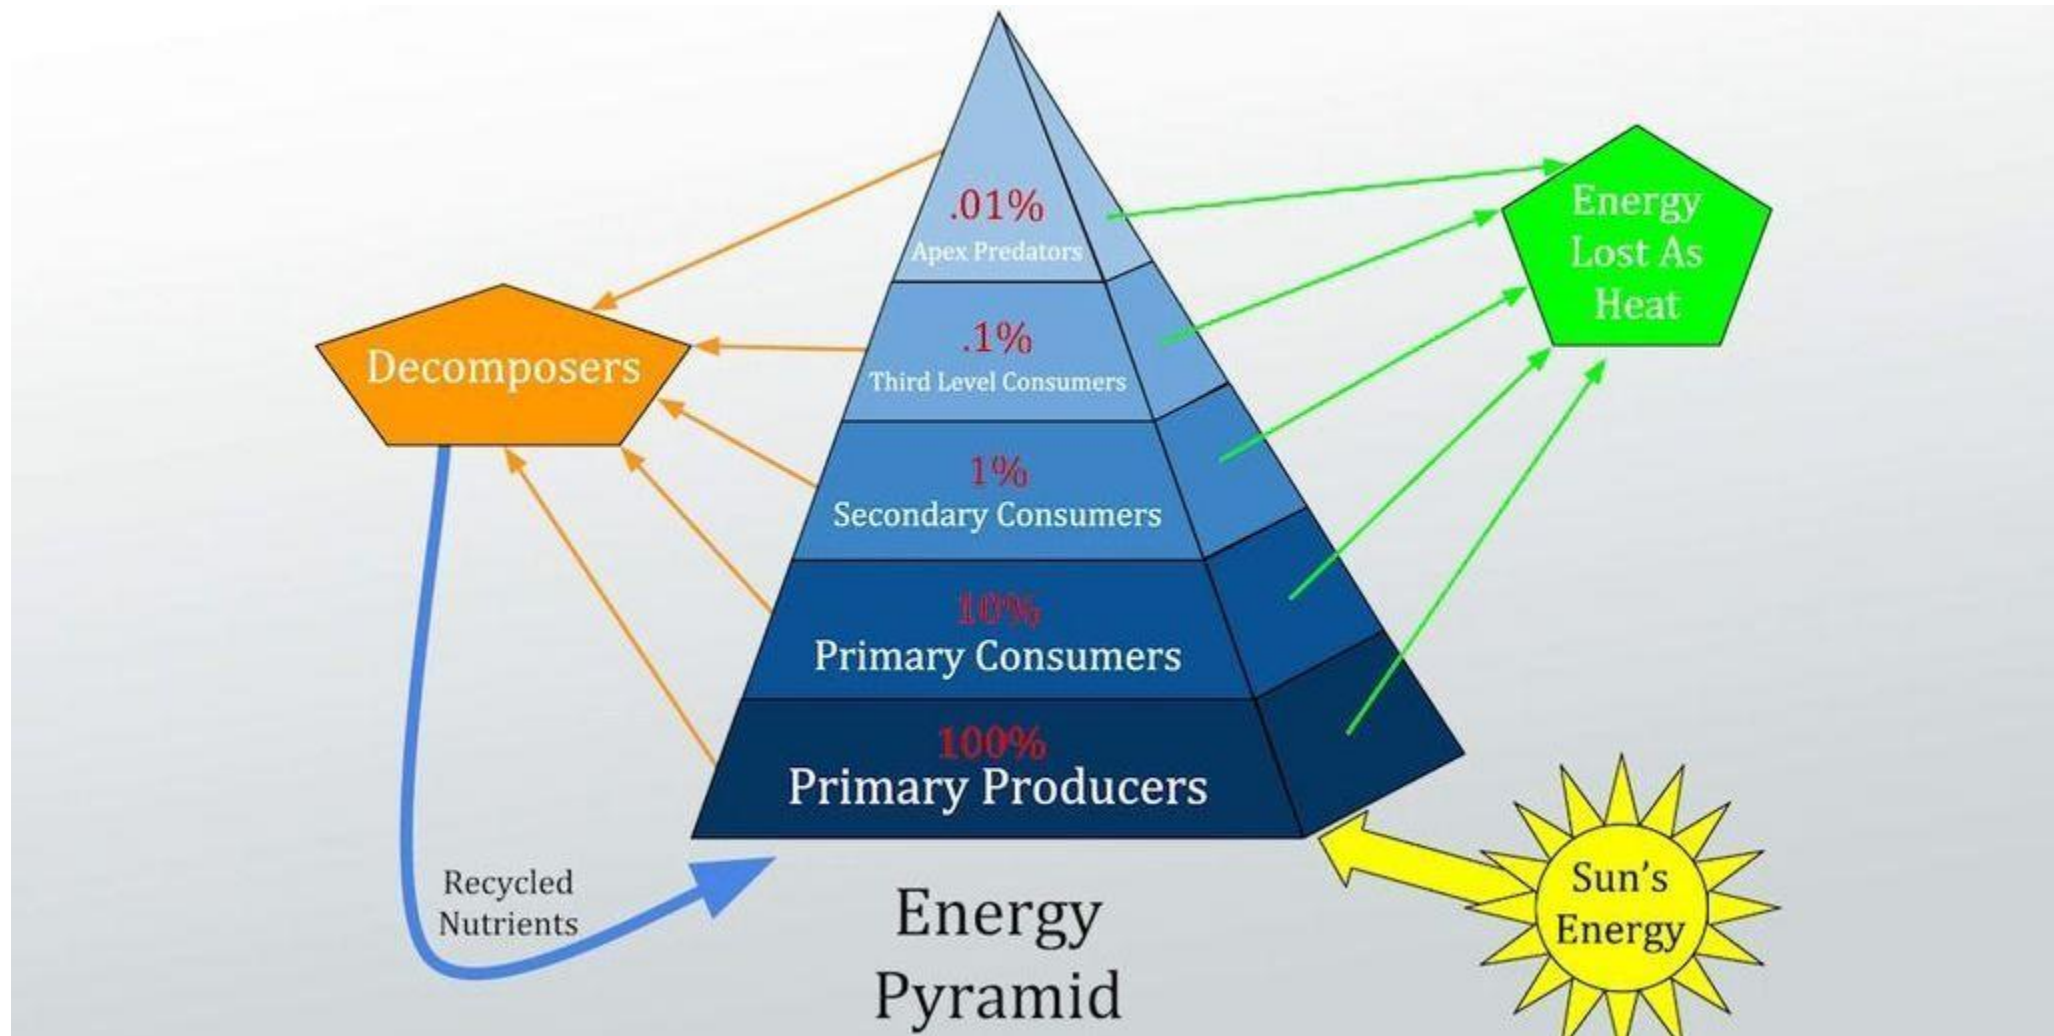 .01%
Apex Predators
.1%
Third Level Consumers
1%
Secondary Consumers
10%
Primary Consumers
100%
Primary Producers
Decomposers
Energy
Lost As
Heat
Recycled
Nutrients
Sun's
Energy
Energy
Pyramid